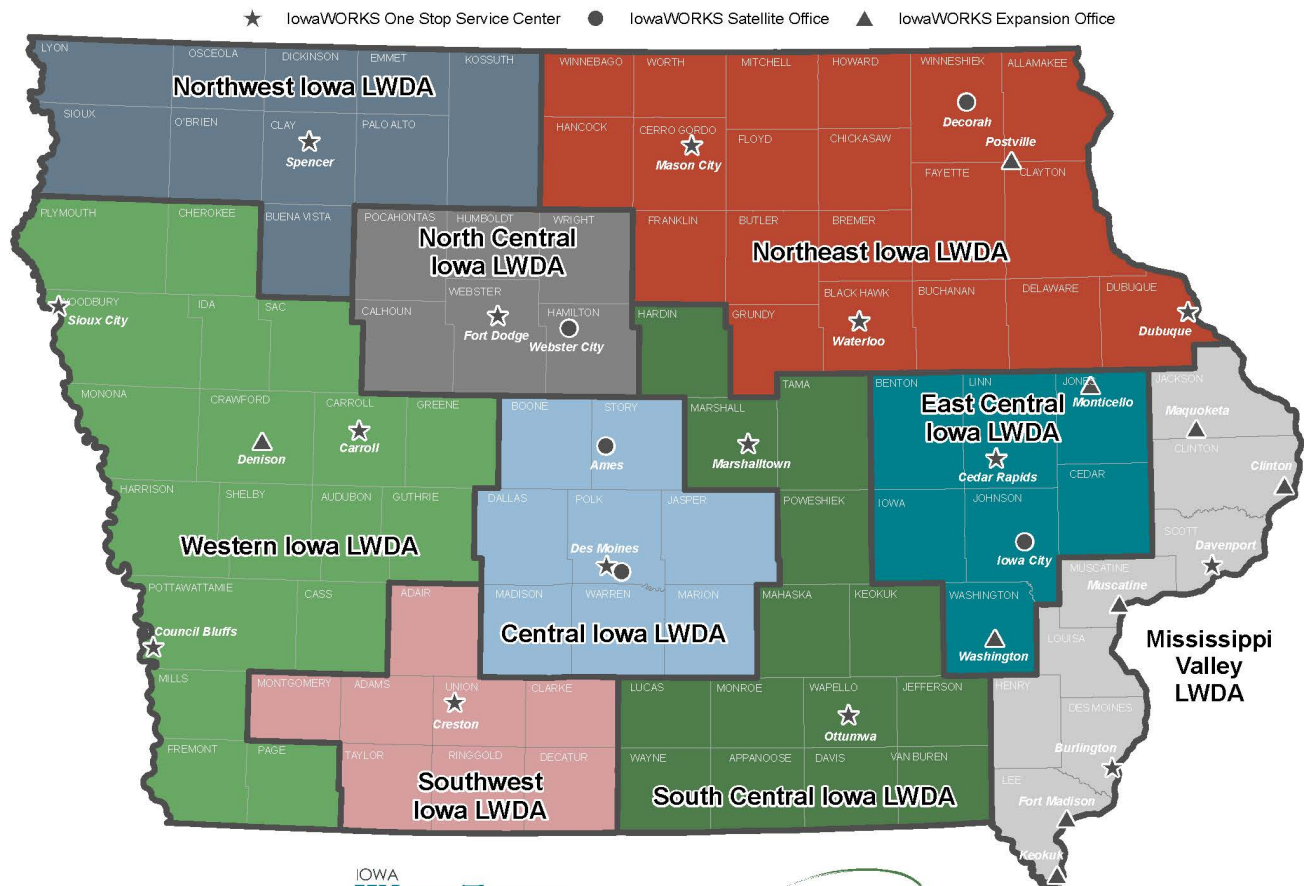 IowaWORKS One Stop Service Center
IowaWORKS Satellite Office
IowaWORKS Expansion Office
LYON
OSCEOLA
DICKINSON
EMMET
KOSSUTH
WINNEBAGO
WORTH
MITCHELL
HOWARD
WINNESHIEK
ALLAMAKEE
Northwest Iowa LWDA
SIOUX
O'BRIEN
CLAY
PALO ALTO
Spencer
HANCOCK
CERRO GORDO
Mason City
FLOYD
CHICKASAW
Decorah
Postville
FAYETTE
CLAYTON
PLYMOUTH
CHEROKEE
BUENA VISTA
POCAHONTAS
HUMBOLDT
WRIGHT
North Central
Iowa LWDA
FRANKLIN
BUTLER
BREMER
Northeast Iowa LWDA
WOODBURY
Sioux City
IDA
SAC
CALHOUN
WEBSTER
Fort Dodge
HAMILTON
Webster City
HARDIN
GRUNDY
BLACK HAWK
Waterloo
BUCHANAN
DELAWARE
DUBUQUE
Dubuque
MONONA
CRAWFORD
Denison
CARROLL
Carroll
GREENE
BOONE
STORY
Ames
MARSHALL
Marshalltown
TAMA
BENTON
LINN
JONES
Monticello
East Central
Iowa LWDA
Cedar Rapids
JACKSON
Maquoketa
CLINTON
Clinton
HARRISON
SHELBY
AUDUBON
GUTHRIE
Western Iowa LWDA
DALLAS
POLK
JASPER
Des Moines
POWESHIEK
IOWA
JOHNSON
Iowa City
CEDAR
SCOTT
Davenport
POTTAWATTAMIE
CASS
Council Bluffs
ADAIR
MADISON
WARREN
MARION
Central Iowa LWDA
MAHASKA
KEOKUK
WASHINGTON
Washington
MUSCATINE
Muscatine
LOUISA
Mississippi
Valley
LWDA
MILLS
MONTGOMERY
ADAMS
UNION
Creston
CLARKE
LUCAS
MONROE
WAPELLO
Ottumwa
JEFFERSON
HENRY
DES MOINES
Burlington
FREMONT
PAGE
TAYLOR
RINGGOLD
DECATUR
Southwest
Iowa LWDA
WAYNE
APPANOOSE
DAVIS
VAN BUREN
South Central Iowa LWDA
LEE
Fort Madison
Keokuk
IOWA